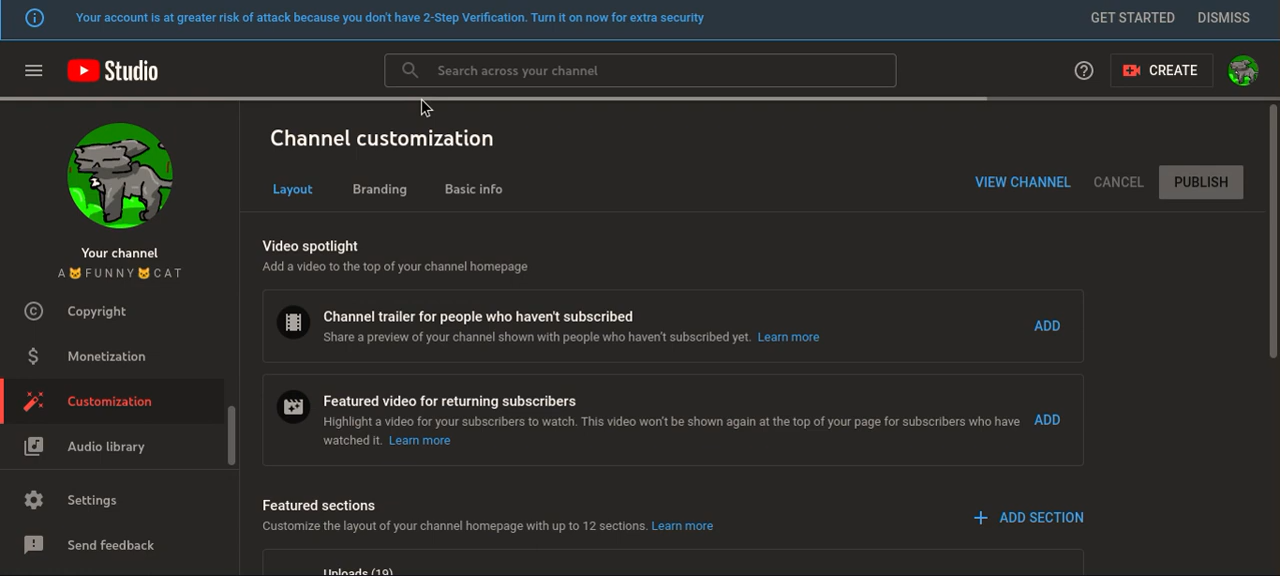 Your account is at greater risk of attack because you don't have 2-Step Verification. Turn it on now for extra security
GET STARTED
DISMISS
Studio
Search across your channel
CREATE
Channel customization
Layout
Branding
Basic info
VIEW CHANNEL
CANCEL
PUBLISH
Your channel
A🐱FUNNY🐱CAT
Copyright
Monetization
Customization
Audio library
Settings
Send feedback
Video spotlight
Add a video to the top of your channel homepage
Channel trailer for people who haven't subscribed
Share a preview of your channel shown with people who haven't subscribed yet. Learn more
ADD
Featured video for returning subscribers
Highlight a video for your subscribers to watch. This video won't be shown again at the top of your page for subscribers who have
watched it. Learn more
ADD
Featured sections
Customize the layout of your channel homepage with up to 12 sections. Learn more
ADD SECTION
Uploads (19)